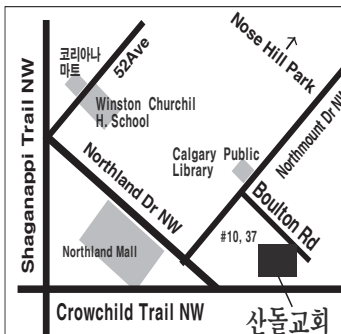 코리아나
마트
52Ave
Nose Hill Park
↑
Shaganappi Trail NW
Winston Churchil
H. School
Northmount Dr NW
Calgary Public
Library
Northland Dr NW
Boulton Rd
#10, 37
Northland Mall
Crowchild Trail NW
산돌교회